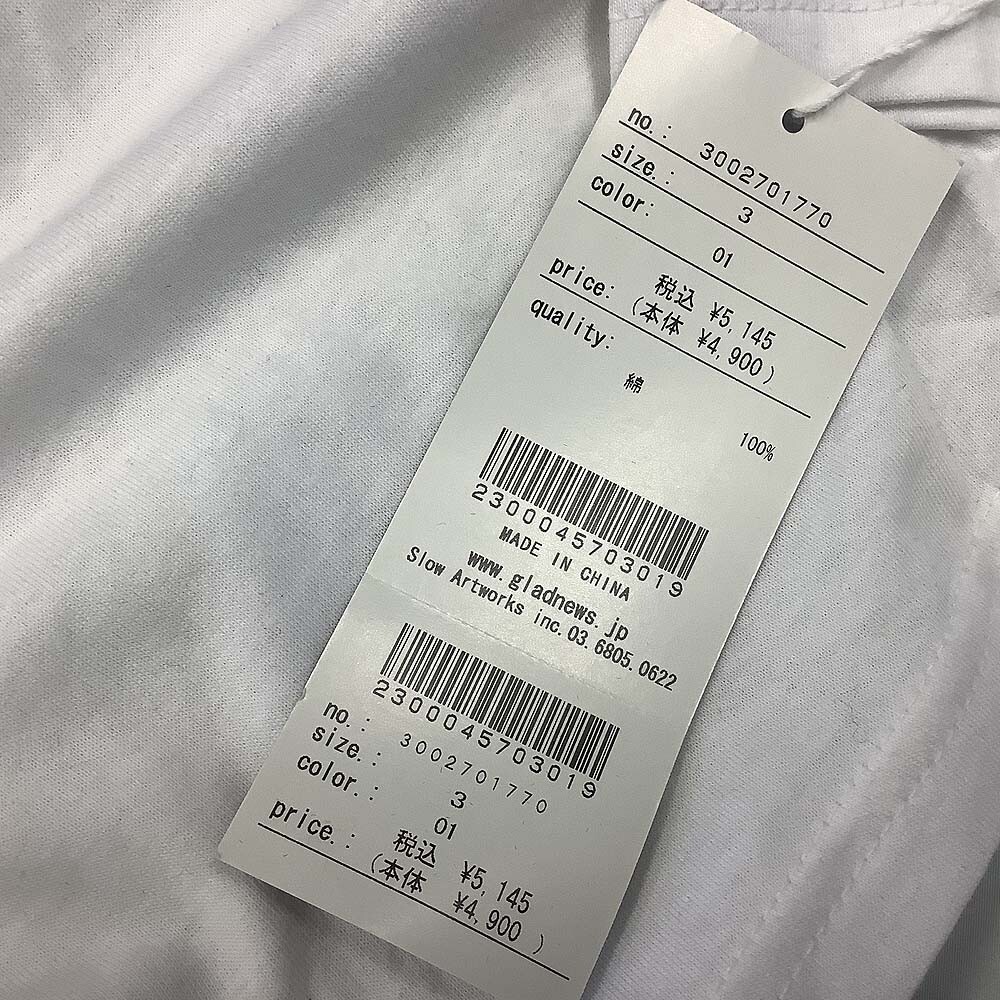 no.: 3002701770
size.: 3
color: 01
price: 税込 ¥5,145
(本体 ¥4,900)
quality:
綿 100%
2300045703019
MADE IN CHINA
www.gladnews.jp
Slow Artworks inc.03.6805.0622
2300045703019
no.: 3002701770
size.: 3
color.: 01
price.: 税込 ¥5,145
(本体 ¥4,900)